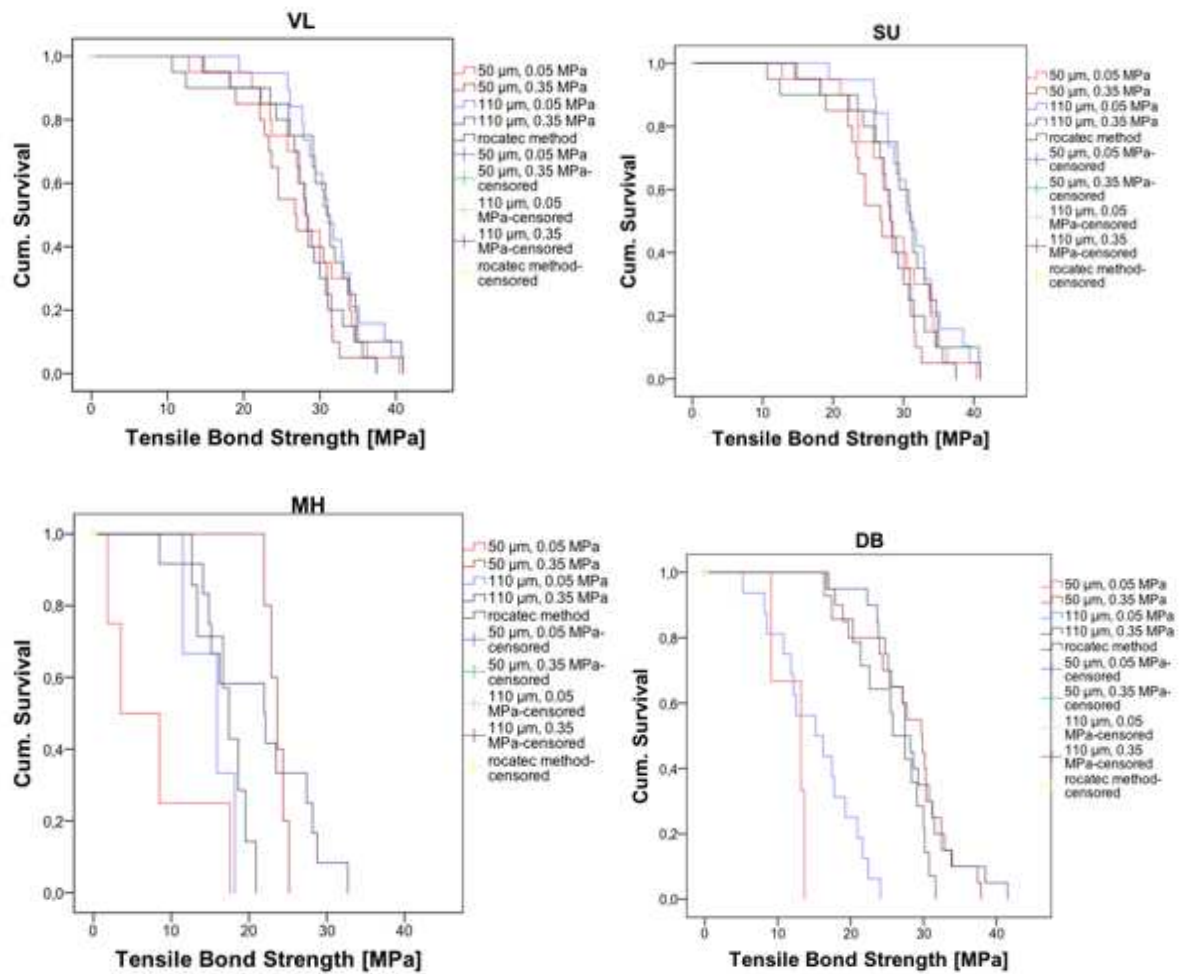 VL
1,0
0,8
0,6
0,4
0,2
0,0
Cum. Survival
0
10
20
30
40
Tensile Bond Strength [MPa]
50 µm, 0.05 MPa
50 µm, 0.35 MPa
110 µm, 0.05 MPa
110 µm, 0.35 MPa
rocatec method
50 µm, 0.05 MPa-
censored
50 µm, 0.35 MPa-
censored
110 µm, 0.05
MPa-censored
110 µm, 0.35
MPa-censored
rocatec method-
censored
SU
1,0
0,8
0,6
0,4
0,2
0,0
Cum. Survival
0
10
20
30
40
Tensile Bond Strength [MPa]
50 µm, 0.05 MPa
50 µm, 0.35 MPa
110 µm, 0.05 MPa
110 µm, 0.35 MPa
rocatec method
50 µm, 0.05 MPa-
censored
50 µm, 0.35 MPa-
censored
110 µm, 0.05
MPa-censored
110 µm, 0.35
MPa-censored
rocatec method-
censored
MH
1,0
0,8
0,6
0,4
0,2
0,0
Cum. Survival
0
10
20
30
40
Tensile Bond Strength [MPa]
50 µm, 0.05 MPa
50 µm, 0.35 MPa
110 µm, 0.05 MPa
110 µm, 0.35 MPa
rocatec method
50 µm, 0.05 MPa-
censored
50 µm, 0.35 MPa-
censored
110 µm, 0.05
MPa-censored
110 µm, 0.35
MPa-censored
rocatec method-
censored
DB
1,0
0,8
0,6
0,4
0,2
0,0
Cum. Survival
0
10
20
30
40
Tensile Bond Strength [MPa]
50 µm, 0.05 MPa
50 µm, 0.35 MPa
110 µm, 0.05 MPa
110 µm, 0.35 MPa
rocatec method
50 µm, 0.05 MPa-
censored
50 µm, 0.35 MPa-
censored
110 µm, 0.05
MPa-censored
110 µm, 0.35
MPa-censored
rocatec method-
censored